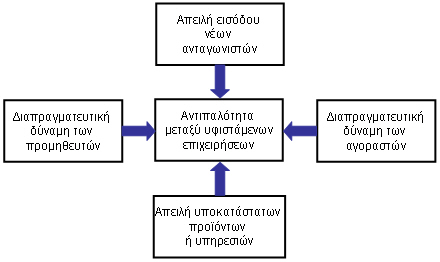 Απειλή εισόδου
νέων
ανταγωνιστών
Διαπραγματευτική
δύναμη των
προμηθευτών
Αντιπαλότητα
μεταξύ υφιστάμενων
επιχειρήσεων
Διαπραγματευτική
δύναμη των
αγοραστών
Απειλή υποκατάστατων
προϊόντων
ή υπηρεσιών